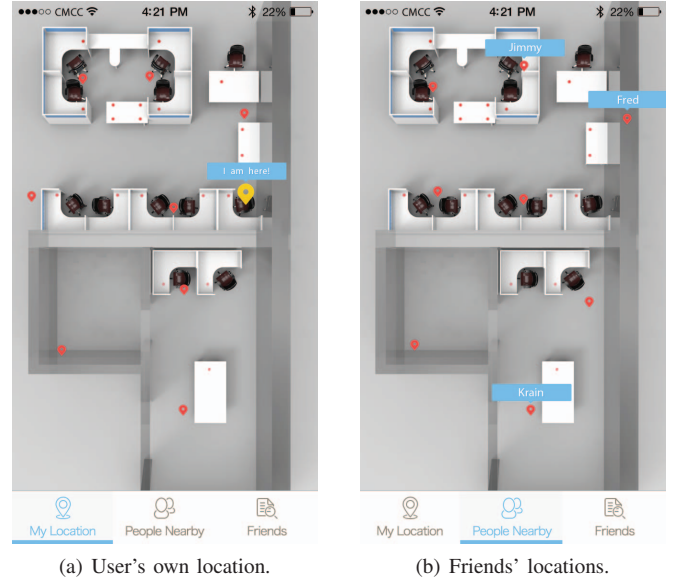 ●●●○○ CMCC 4:21 PM 22%
I am here!
My Location People Nearby Friends
(a) User's own location.
●●●○○ CMCC 4:21 PM 22%
Jimmy
Fred
Krain
My Location People Nearby Friends
(b) Friends' locations.